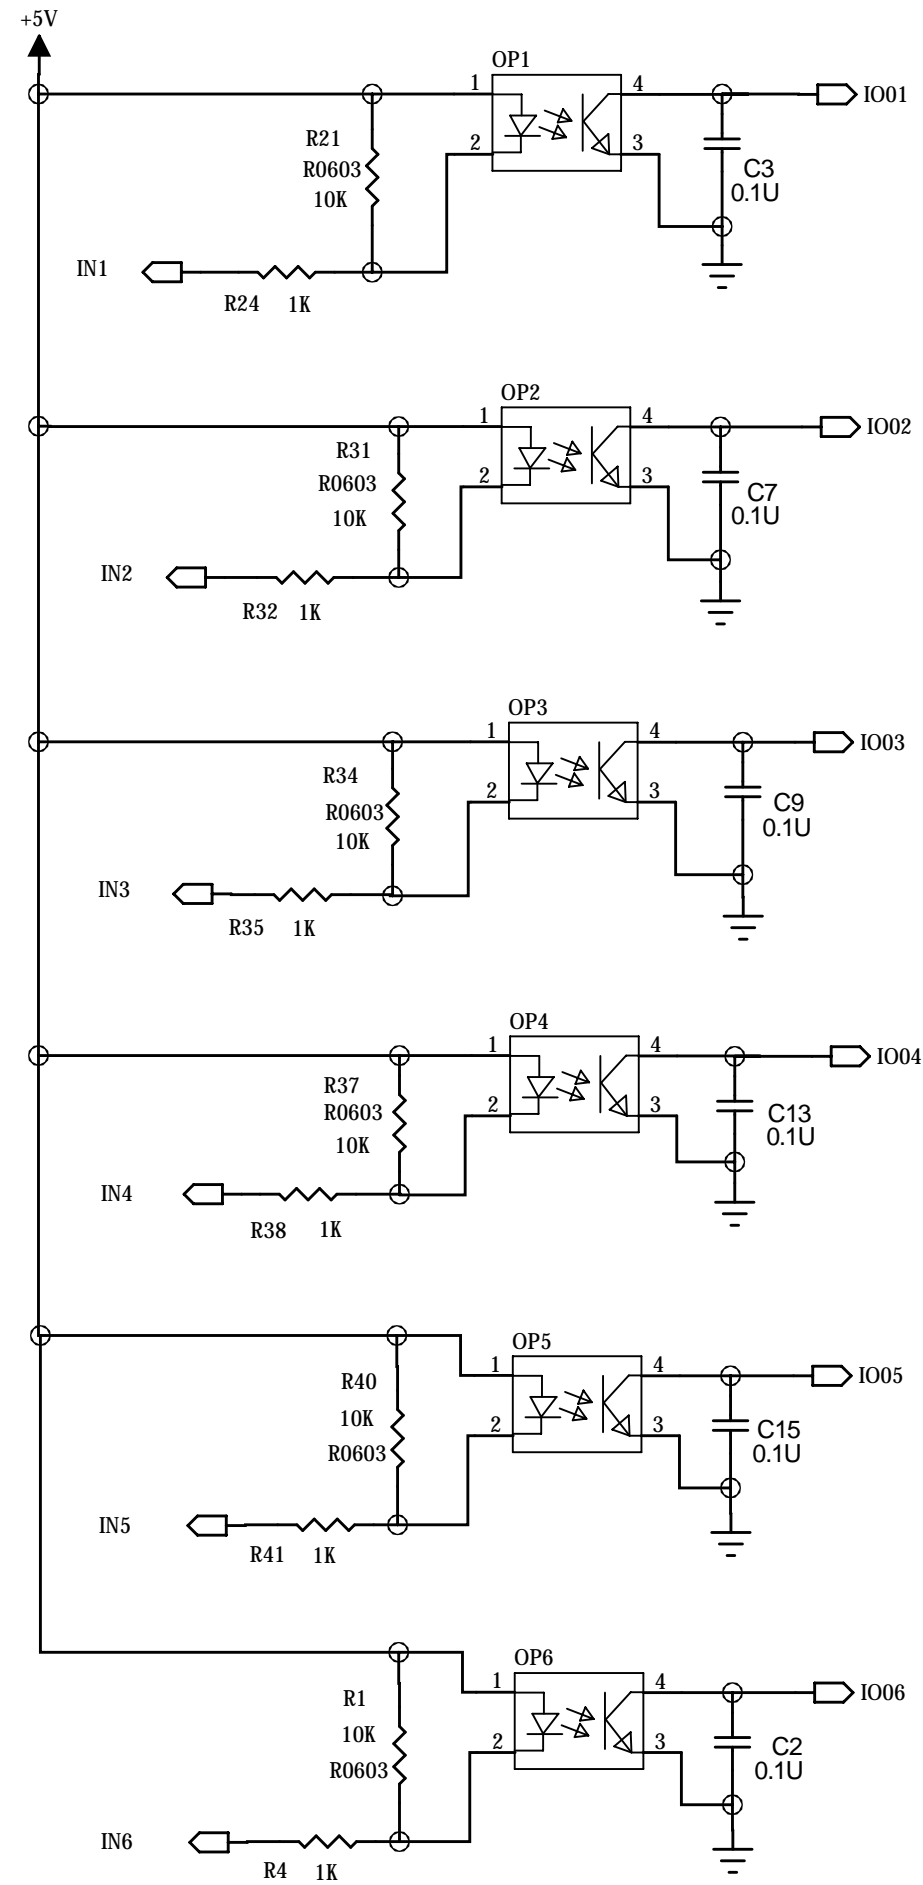 +5V
OP1
1
4
IO01
R21
R0603
10K
2
3
C3
0.1U
IN1
R24 1K
OP2
1
4
IO02
R31
R0603
10K
2
3
C7
0.1U
IN2
R32 1K
OP3
1
4
IO03
R34
R0603
10K
2
3
C9
0.1U
IN3
R35 1K
OP4
1
4
IO04
R37
R0603
10K
2
3
C13
0.1U
IN4
R38 1K
OP5
1
4
IO05
R40
10K
R0603
2
3
C15
0.1U
IN5
R41 1K
OP6
1
4
IO06
R1
10K
R0603
2
3
C2
0.1U
IN6
R4 1K